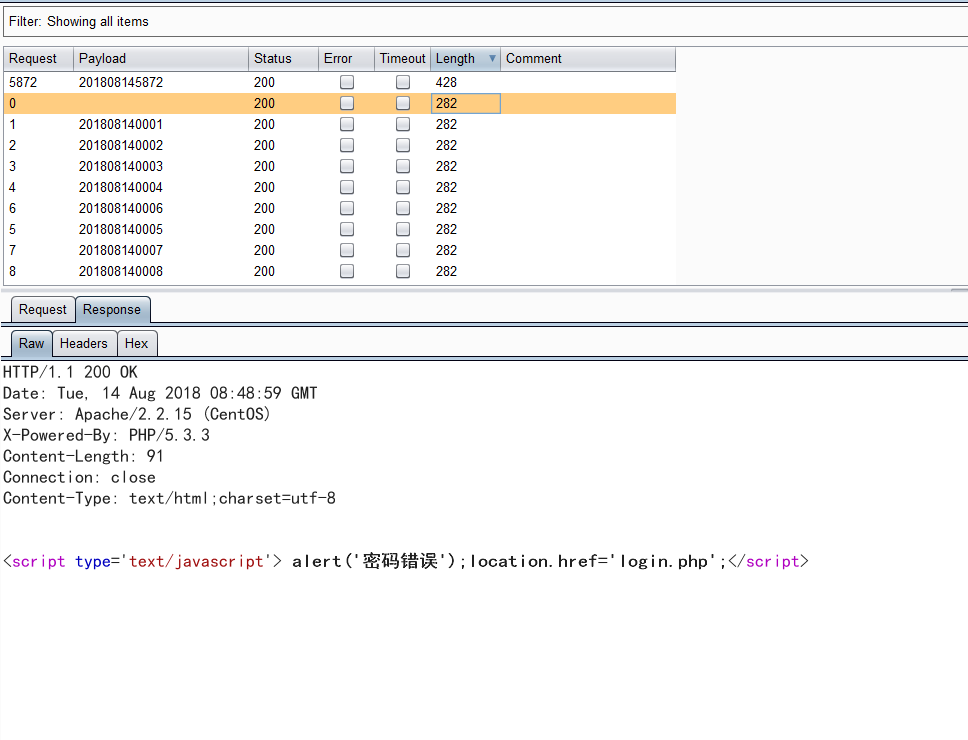 Filter: Showing all items
Request Payload Status Error Timeout Length Comment
5872 201808145872 200 428
0 200 282
1 201808140001 200 282
2 201808140002 200 282
3 201808140003 200 282
4 201808140004 200 282
6 201808140006 200 282
5 201808140005 200 282
7 201808140007 200 282
8 201808140008 200 282
Request Response
Raw Headers Hex
HTTP/1.1 200 OK
Date: Tue, 14 Aug 2018 08:48:59 GMT
Server: Apache/2.2.15 (CentOS)
X-Powered-By: PHP/5.3.3
Content-Length: 91
Connection: close
Content-Type: text/html;charset=utf-8
<script type='text/javascript'> alert('密码错误');location.href='login.php';</script>